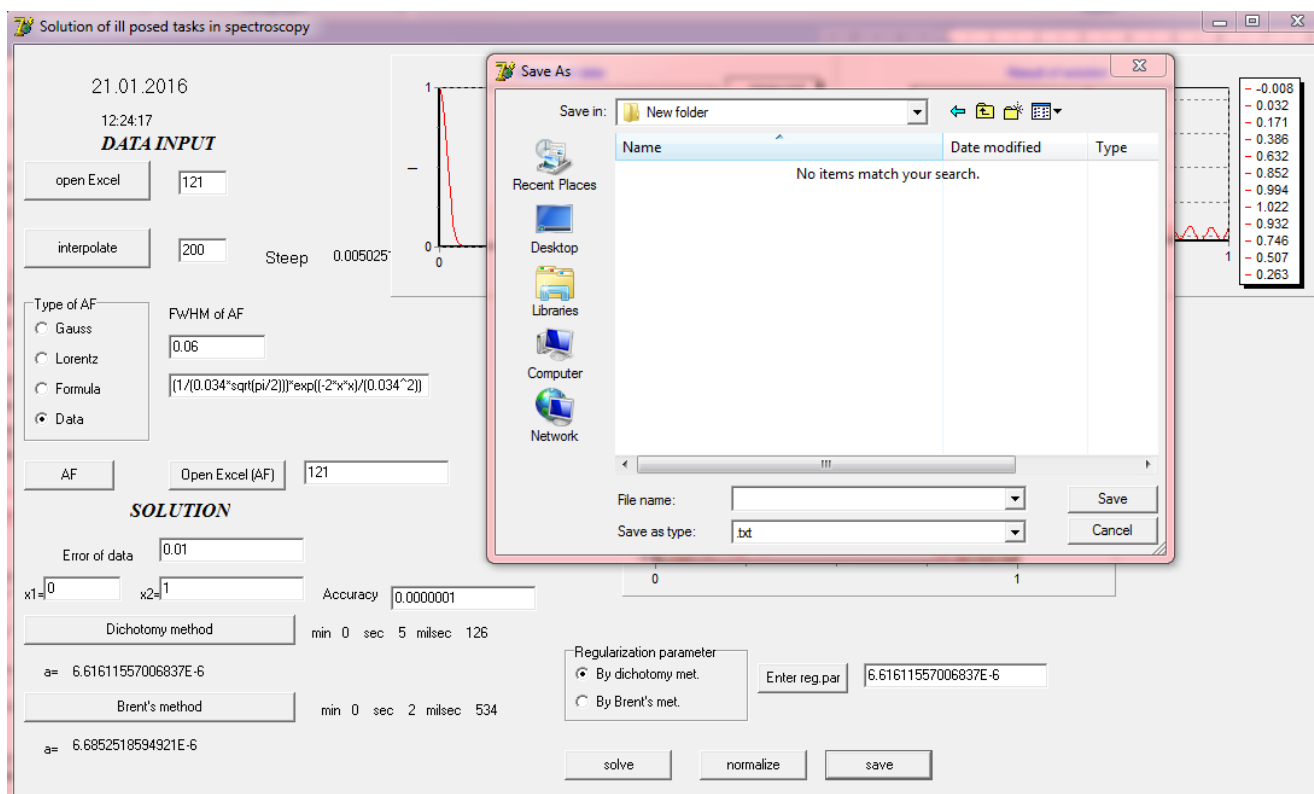 Solution of ill posed tasks in spectroscopy
21.01.2016
12:24:17
DATA INPUT
open Excel
121
interpolate
200
Steep 0.005025
Type of AF
Gauss
Lorentz
Formula
Data
FWHM of AF
0.06
(1/(0.034*sqrt(pi/2)))*exp((-2*x*x)/(0.034^2))
AF
Open Excel (AF)
121
SOLUTION
Error of data
0.01
x1= 0
x2= 1
Accuracy
0.0000001
Dichotomy method
min 0 sec 5 milsec 126
a= 6.61611557006837E-6
Brent's method
min 0 sec 2 milsec 534
a= 6.6852518594921E-6
1
I
0
0
Save As
Save in:
New folder
Name
Date modified
Type
No items match your search.
Recent Places
Desktop
Libraries
Computer
Network
File name:
Save
Save as type:
.txt
Cancel
1
-0.008
0.032
0.171
0.386
0.632
0.852
0.994
1.022
0.932
0.746
0.507
0.263
0
1
Regularization parameter
By dichotomy met.
By Brent's met.
Enter reg.par
6.61611557006837E-6
solve
normalize
save